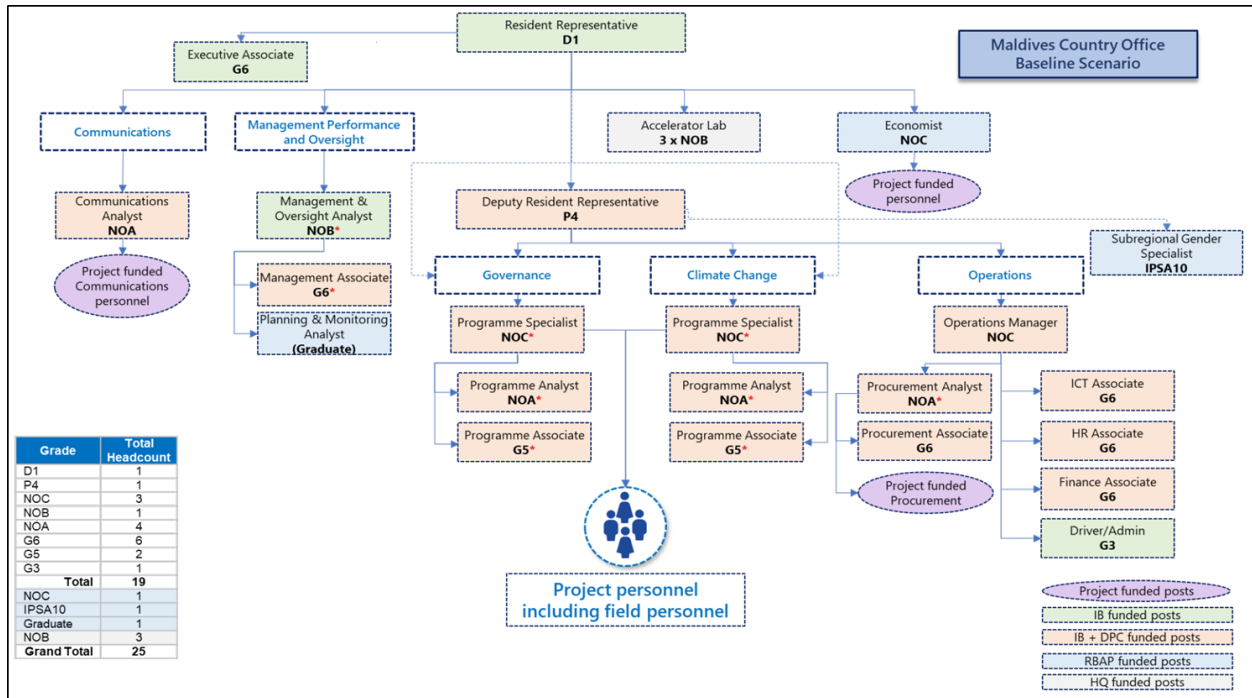 Resident Representative
D1
Executive Associate
G6
Maldives Country Office
Baseline Scenario
Communications
Management Performance
and Oversight
Accelerator Lab
3 x NOB
Economist
NOC
Project funded
personnel
Communications
Analyst
NOA
Management &
Oversight Analyst
NOB*
Deputy Resident Representative
P4
Subregional Gender
Specialist
IPSA10
Project funded
Communications
personnel
Management Associate
G6*
Planning & Monitoring
Analyst
(Graduate)
Governance
Climate Change
Operations
Programme Specialist
NOC*
Programme Specialist
NOC*
Operations Manager
NOC
Programme Analyst
NOA*
Programme Analyst
NOA*
Procurement Analyst
NOA*
ICT Associate
G6
Programme Associate
G5*
Programme Associate
G5*
Procurement Associate
G6
HR Associate
G6
Project funded
Procurement
Finance Associate
G6
Driver/Admin
G3
Project personnel
including field personnel
Grade Total Headcount
D1 1
P4 1
NOC 3
NOB 1
NOA 4
G6 6
G5 2
G3 1
Total 19
NOC 1
IPSA10 1
Graduate 1
NOB 3
Grand Total 25
Project funded posts
IB funded posts
IB + DPC funded posts
RBAP funded posts
HQ funded posts